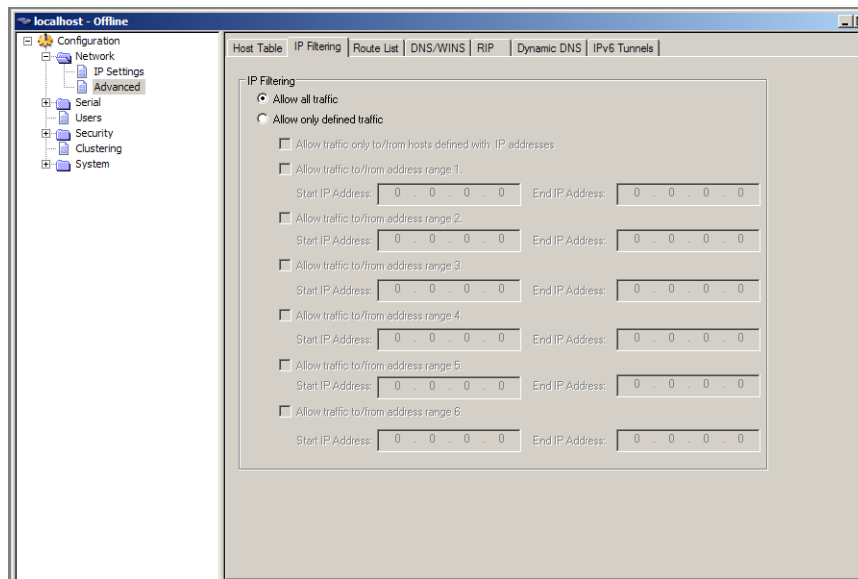 localhost - Offline
Configuration
Network
IP Settings
Advanced
Serial
Users
Security
Clustering
System
Host Table IP Filtering Route List DNS/WINS RIP Dynamic DNS IPv6 Tunnels
IP Filtering
Allow all traffic
Allow only defined traffic
Allow traffic only to/from hosts defined with IP addresses
Allow traffic to/from address range 1.
Start IP Address: 0 . 0 . 0 . 0 End IP Address: 0 . 0 . 0 . 0
Allow traffic to/from address range 2.
Start IP Address: 0 . 0 . 0 . 0 End IP Address: 0 . 0 . 0 . 0
Allow traffic to/from address range 3.
Start IP Address: 0 . 0 . 0 . 0 End IP Address: 0 . 0 . 0 . 0
Allow traffic to/from address range 4.
Start IP Address: 0 . 0 . 0 . 0 End IP Address: 0 . 0 . 0 . 0
Allow traffic to/from address range 5.
Start IP Address: 0 . 0 . 0 . 0 End IP Address: 0 . 0 . 0 . 0
Allow traffic to/from address range 6.
Start IP Address: 0 . 0 . 0 . 0 End IP Address: 0 . 0 . 0 . 0